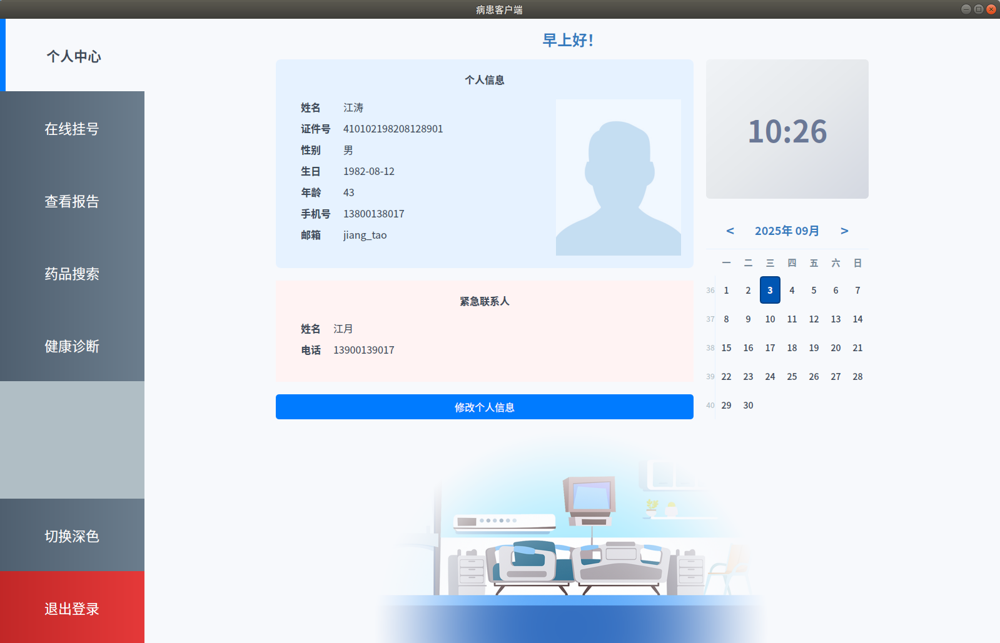 病患客户端
个人中心
在线挂号
查看报告
药品搜索
健康诊断
切换深色
退出登录
早上好！
个人信息
姓名 江涛
证件号 410102198208128901
性别 男
生日 1982-08-12
年龄 43
手机号 13800138017
邮箱 jiang_tao
紧急联系人
姓名 江月
电话 13900139017
修改个人信息
10:26
< 2025年 09月 >
一 二 三 四 五 六 日
36 1 2 3 4 5 6 7
37 8 9 10 11 12 13 14
38 15 16 17 18 19 20 21
39 22 23 24 25 26 27 28
40 29 30